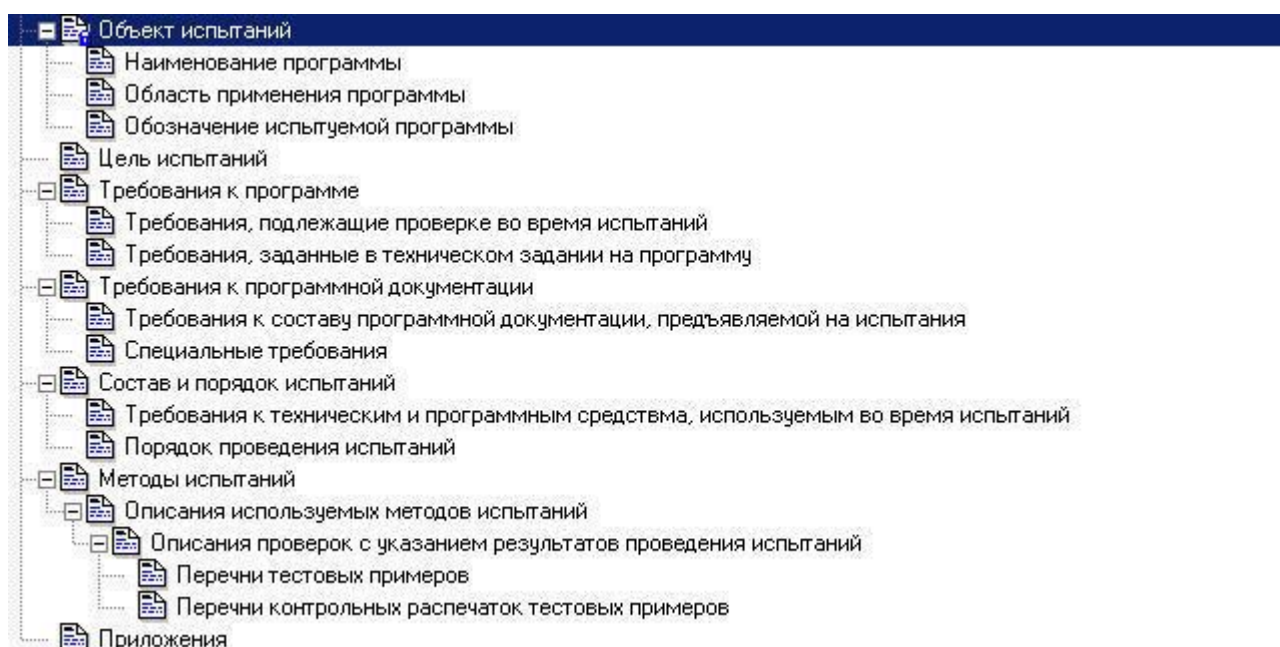 Объект испытаний
Наименование программы
Область применения программы
Обозначение испытуемой программы
Цель испытаний
Требования к программе
Требования, подлежащие проверке во время испытаний
Требования, заданные в техническом задании на программу
Требования к программной документации
Требования к составу программной документации, предъявляемой на испытания
Специальные требования
Состав и порядок испытаний
Требования к техническим и программным средствма, используемым во время испытаний
Порядок проведения испытаний
Методы испытаний
Описания используемых методов испытаний
Описания проверок с указанием результатов проведения испытаний
Перечни тестовых примеров
Перечни контрольных распечаток тестовых примеров
Приложения